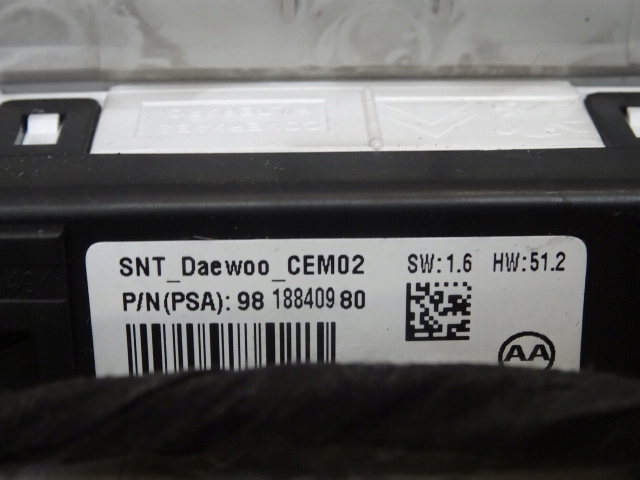 SNT_Daewoo_CEM02 SW:1.6 HW:51.2
P/N(PSA): 98 188409 80
AA